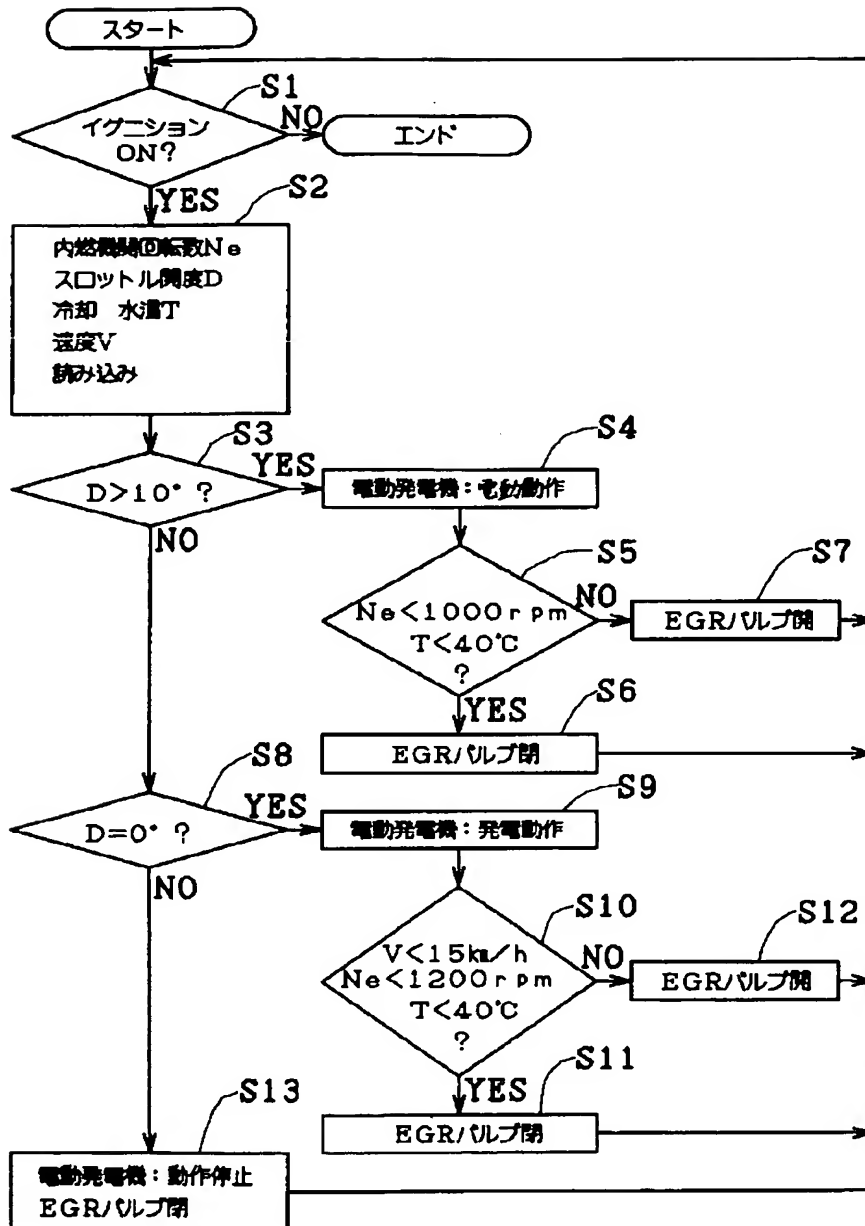 スタート
S1
イグニション
ON?
NO
エンド
YES
S2
内燃機関回転数Ne
スロットル開度D
冷却 水温T
速度V
読み込み
S3
D>10° ?
YES
NO
S4
電動発電機:電動動作
S5
Ne<1000rpm
T<40℃
?
NO
S7
EGRバルブ開
YES
S6
EGRバルブ閉
S8
D=0° ?
YES
NO
S9
電動発電機:発電動作
S10
V<15km/h
Ne<1200rpm
T<40℃
?
NO
S12
EGRバルブ開
YES
S11
EGRバルブ閉
S13
電動発電機:動作停止
EGRバルブ閉